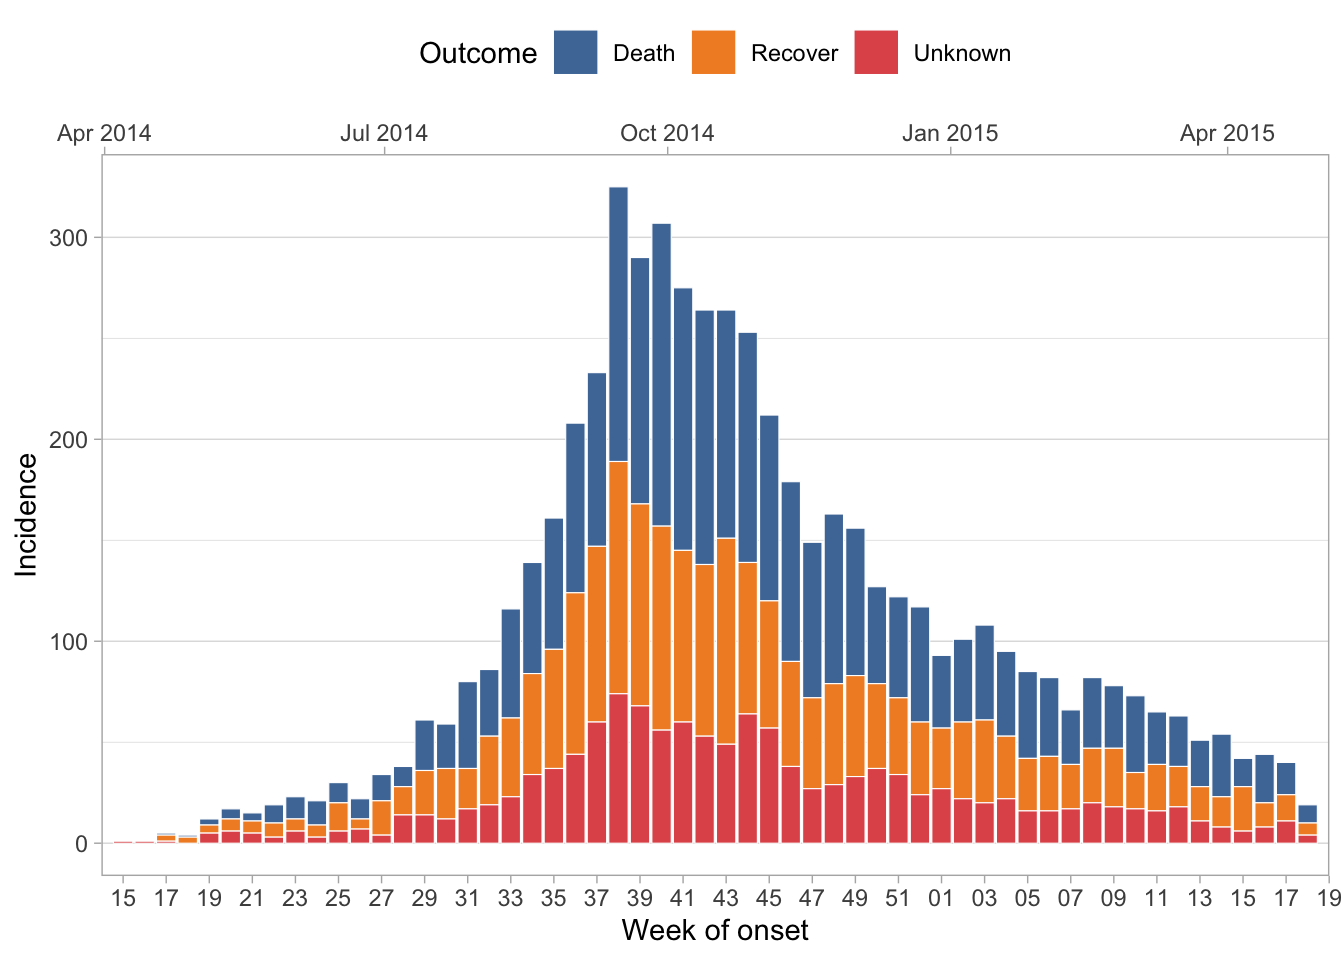 Outcome Death Recover Unknown
Apr 2014 Jul 2014 Oct 2014 Jan 2015 Apr 2015
300
200
100
0
Incidence
15 17 19 21 23 25 27 29 31 33 35 37 39 41 43 45 47 49 51 01 03 05 07 09 11 13 15 17 19
Week of onset